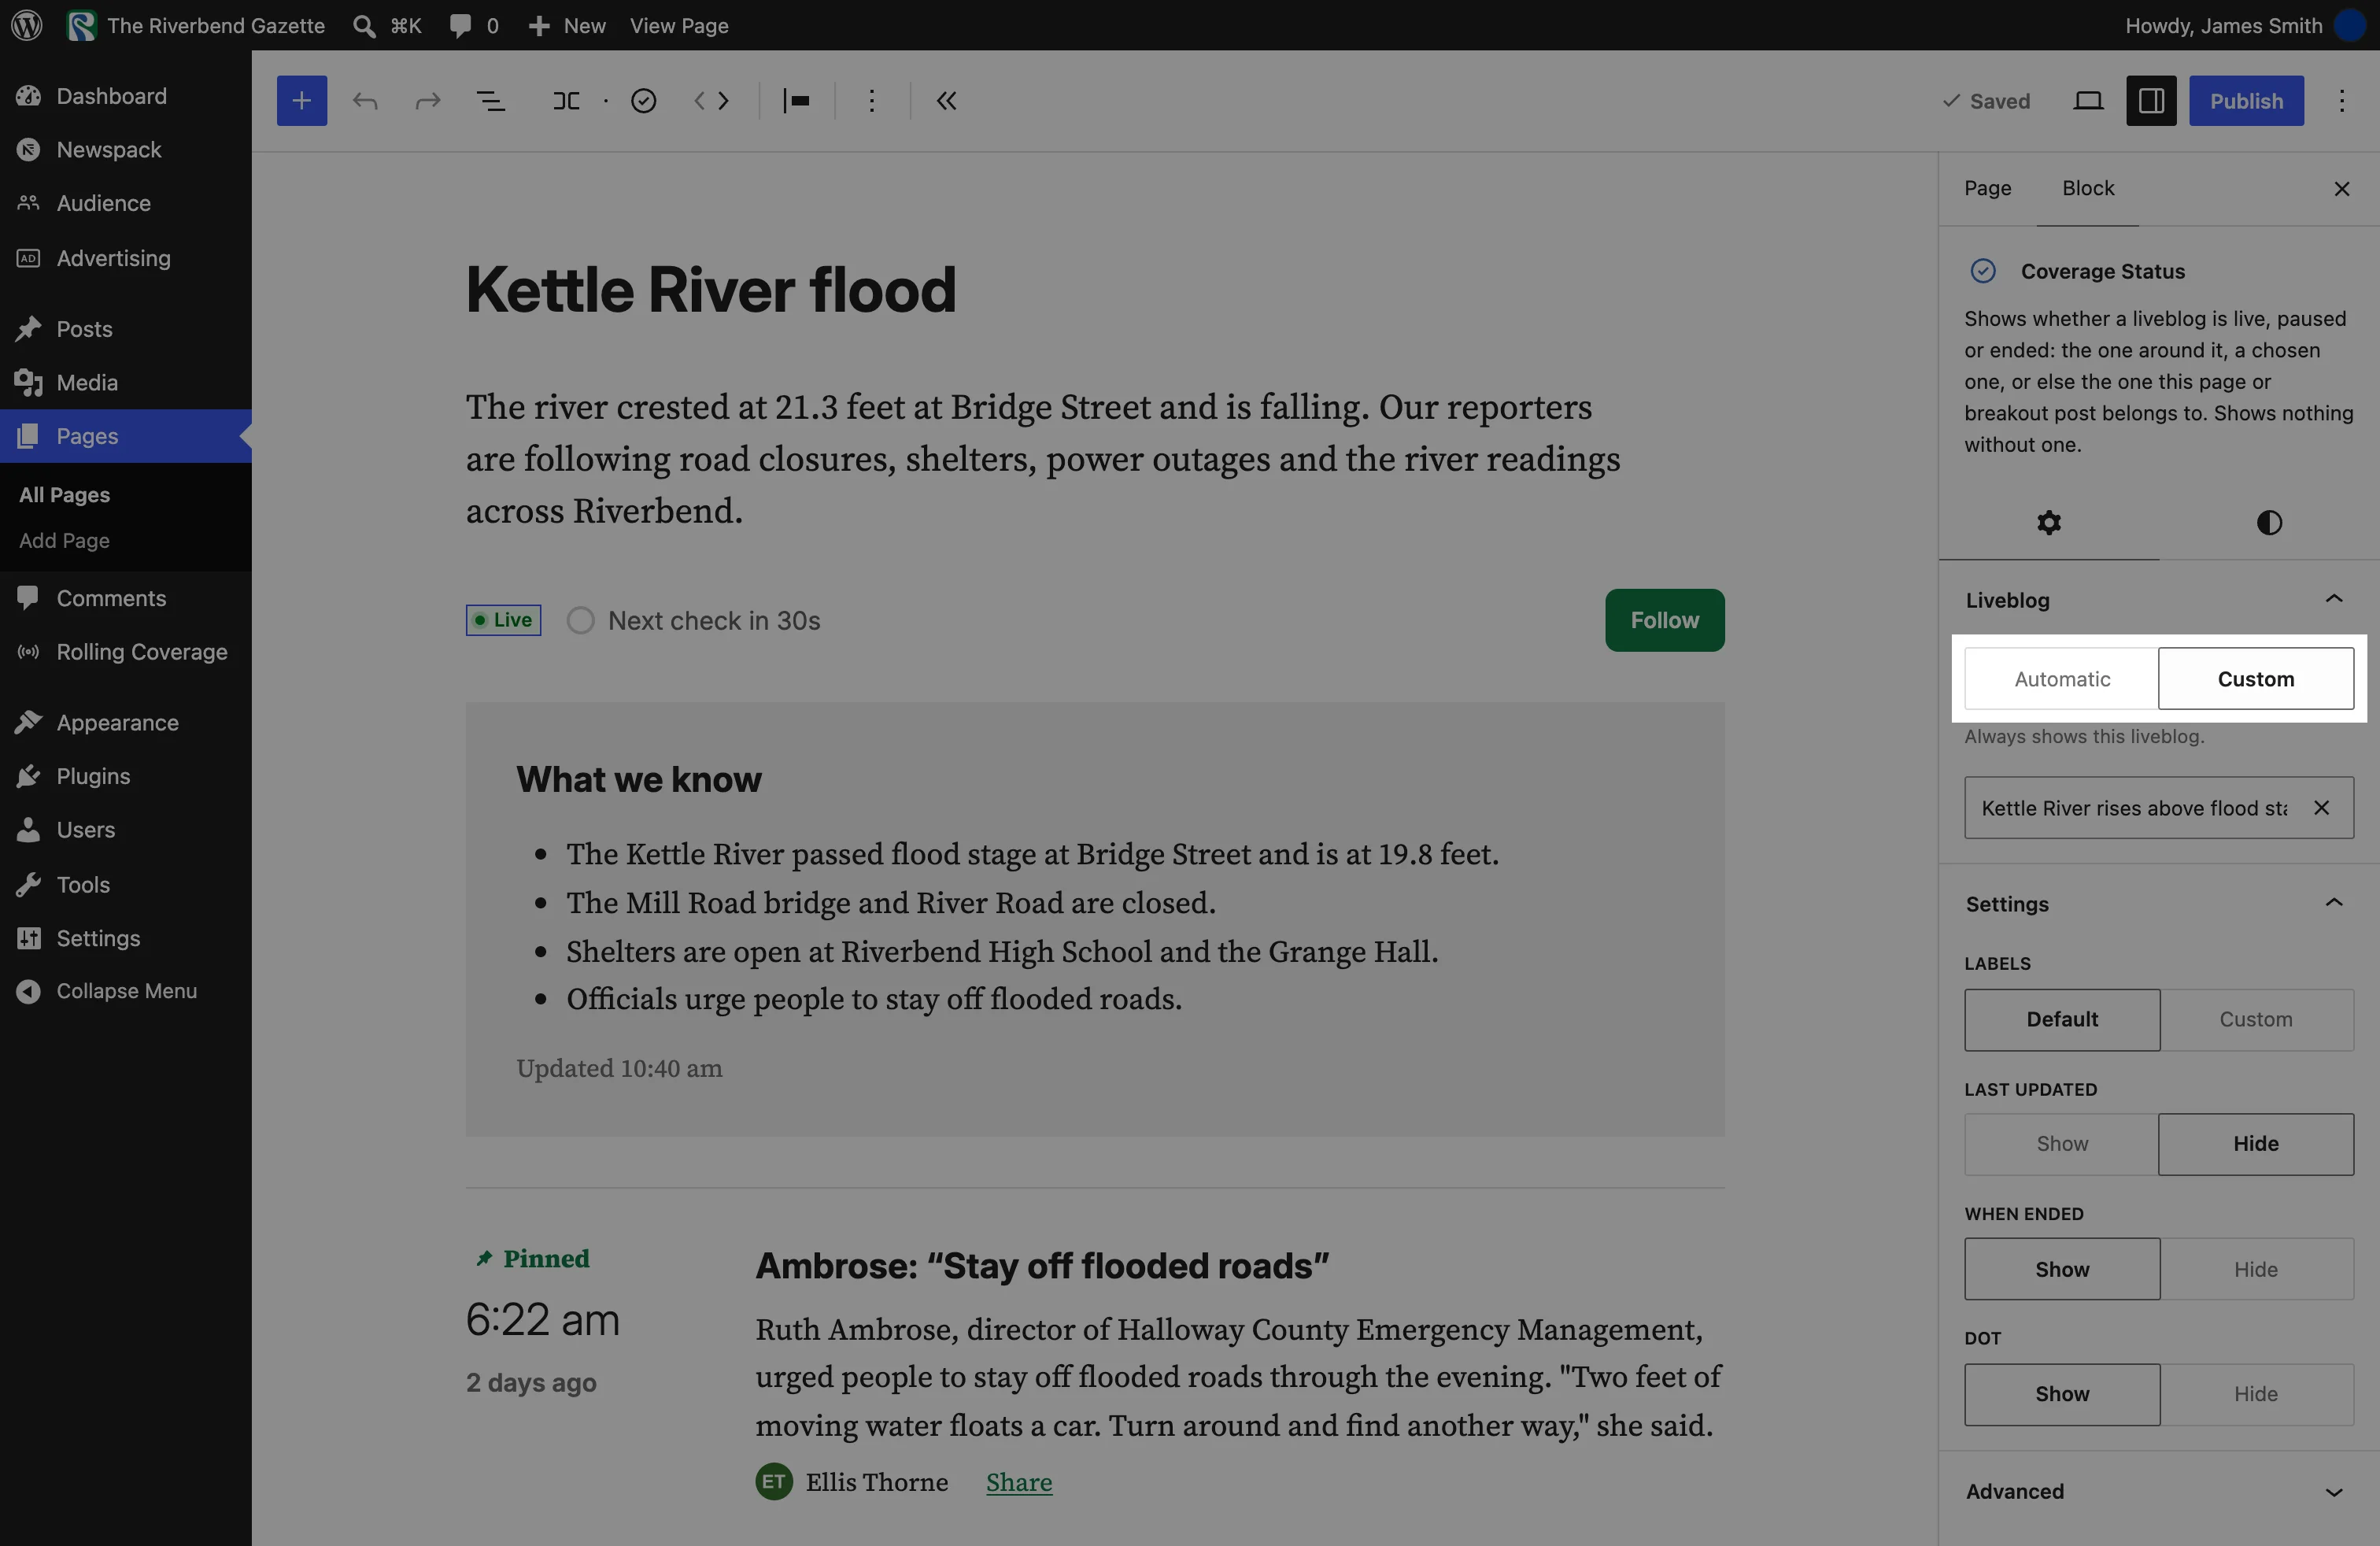 The Riverbend Gazette
⌘K
0
New
View Page
Howdy, James Smith
Dashboard
Newspack
Audience
AD
Advertising
Posts
Media
Pages
All Pages
Add Page
Comments
Rolling Coverage
Appearance
Plugins
Users
Tools
Settings
Collapse Menu
Saved
Publish
Kettle River flood
The river crested at 21.3 feet at Bridge Street and is falling. Our reporters
are following road closures, shelters, power outages and the river readings
across Riverbend.
Live
Next check in 30s
Follow
What we know
The Kettle River passed flood stage at Bridge Street and is at 19.8 feet.
The Mill Road bridge and River Road are closed.
Shelters are open at Riverbend High School and the Grange Hall.
Officials urge people to stay off flooded roads.
Updated 10:40 am
Pinned
6:22 am
2 days ago
Ambrose: “Stay off flooded roads”
Ruth Ambrose, director of Halloway County Emergency Management,
urged people to stay off flooded roads through the evening. "Two feet of
moving water floats a car. Turn around and find another way," she said.
ET
Ellis Thorne
Share
Page
Block
Coverage Status
Shows whether a liveblog is live, paused
or ended: the one around it, a chosen
one, or else the one this page or
breakout post belongs to. Shows nothing
without one.
Liveblog
Automatic
Custom
Always shows this liveblog.
Kettle River rises above flood sta
Settings
LABELS
Default
Custom
LAST UPDATED
Show
Hide
WHEN ENDED
Show
Hide
DOT
Show
Hide
Advanced